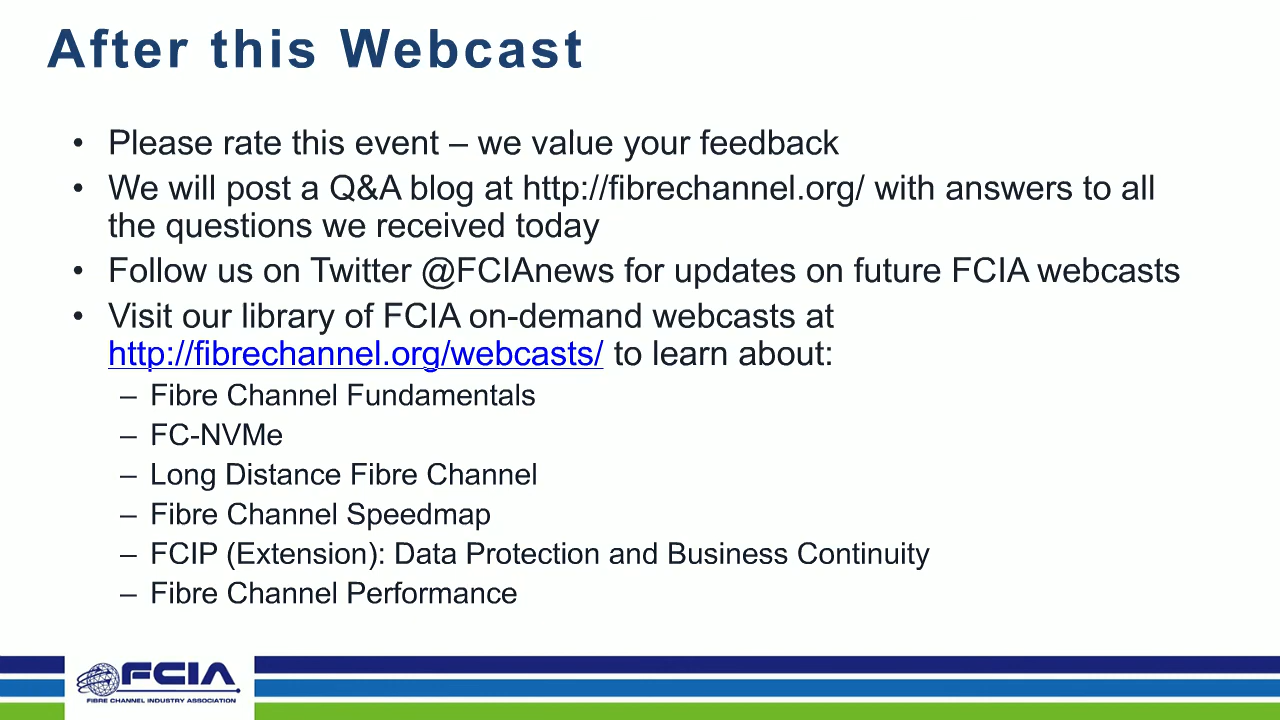 After this Webcast
• Please rate this event – we value your feedback
• We will post a Q&A blog at http://fibrechannel.org/ with answers to all
the questions we received today
• Follow us on Twitter @FCIAnews for updates on future FCIA webcasts
• Visit our library of FCIA on-demand webcasts at
http://fibrechannel.org/webcasts/ to learn about:
– Fibre Channel Fundamentals
– FC-NVMe
– Long Distance Fibre Channel
– Fibre Channel Speedmap
– FCIP (Extension): Data Protection and Business Continuity
– Fibre Channel Performance
FCIA
FIBRE CHANNEL INDUSTRY ASSOCIATION